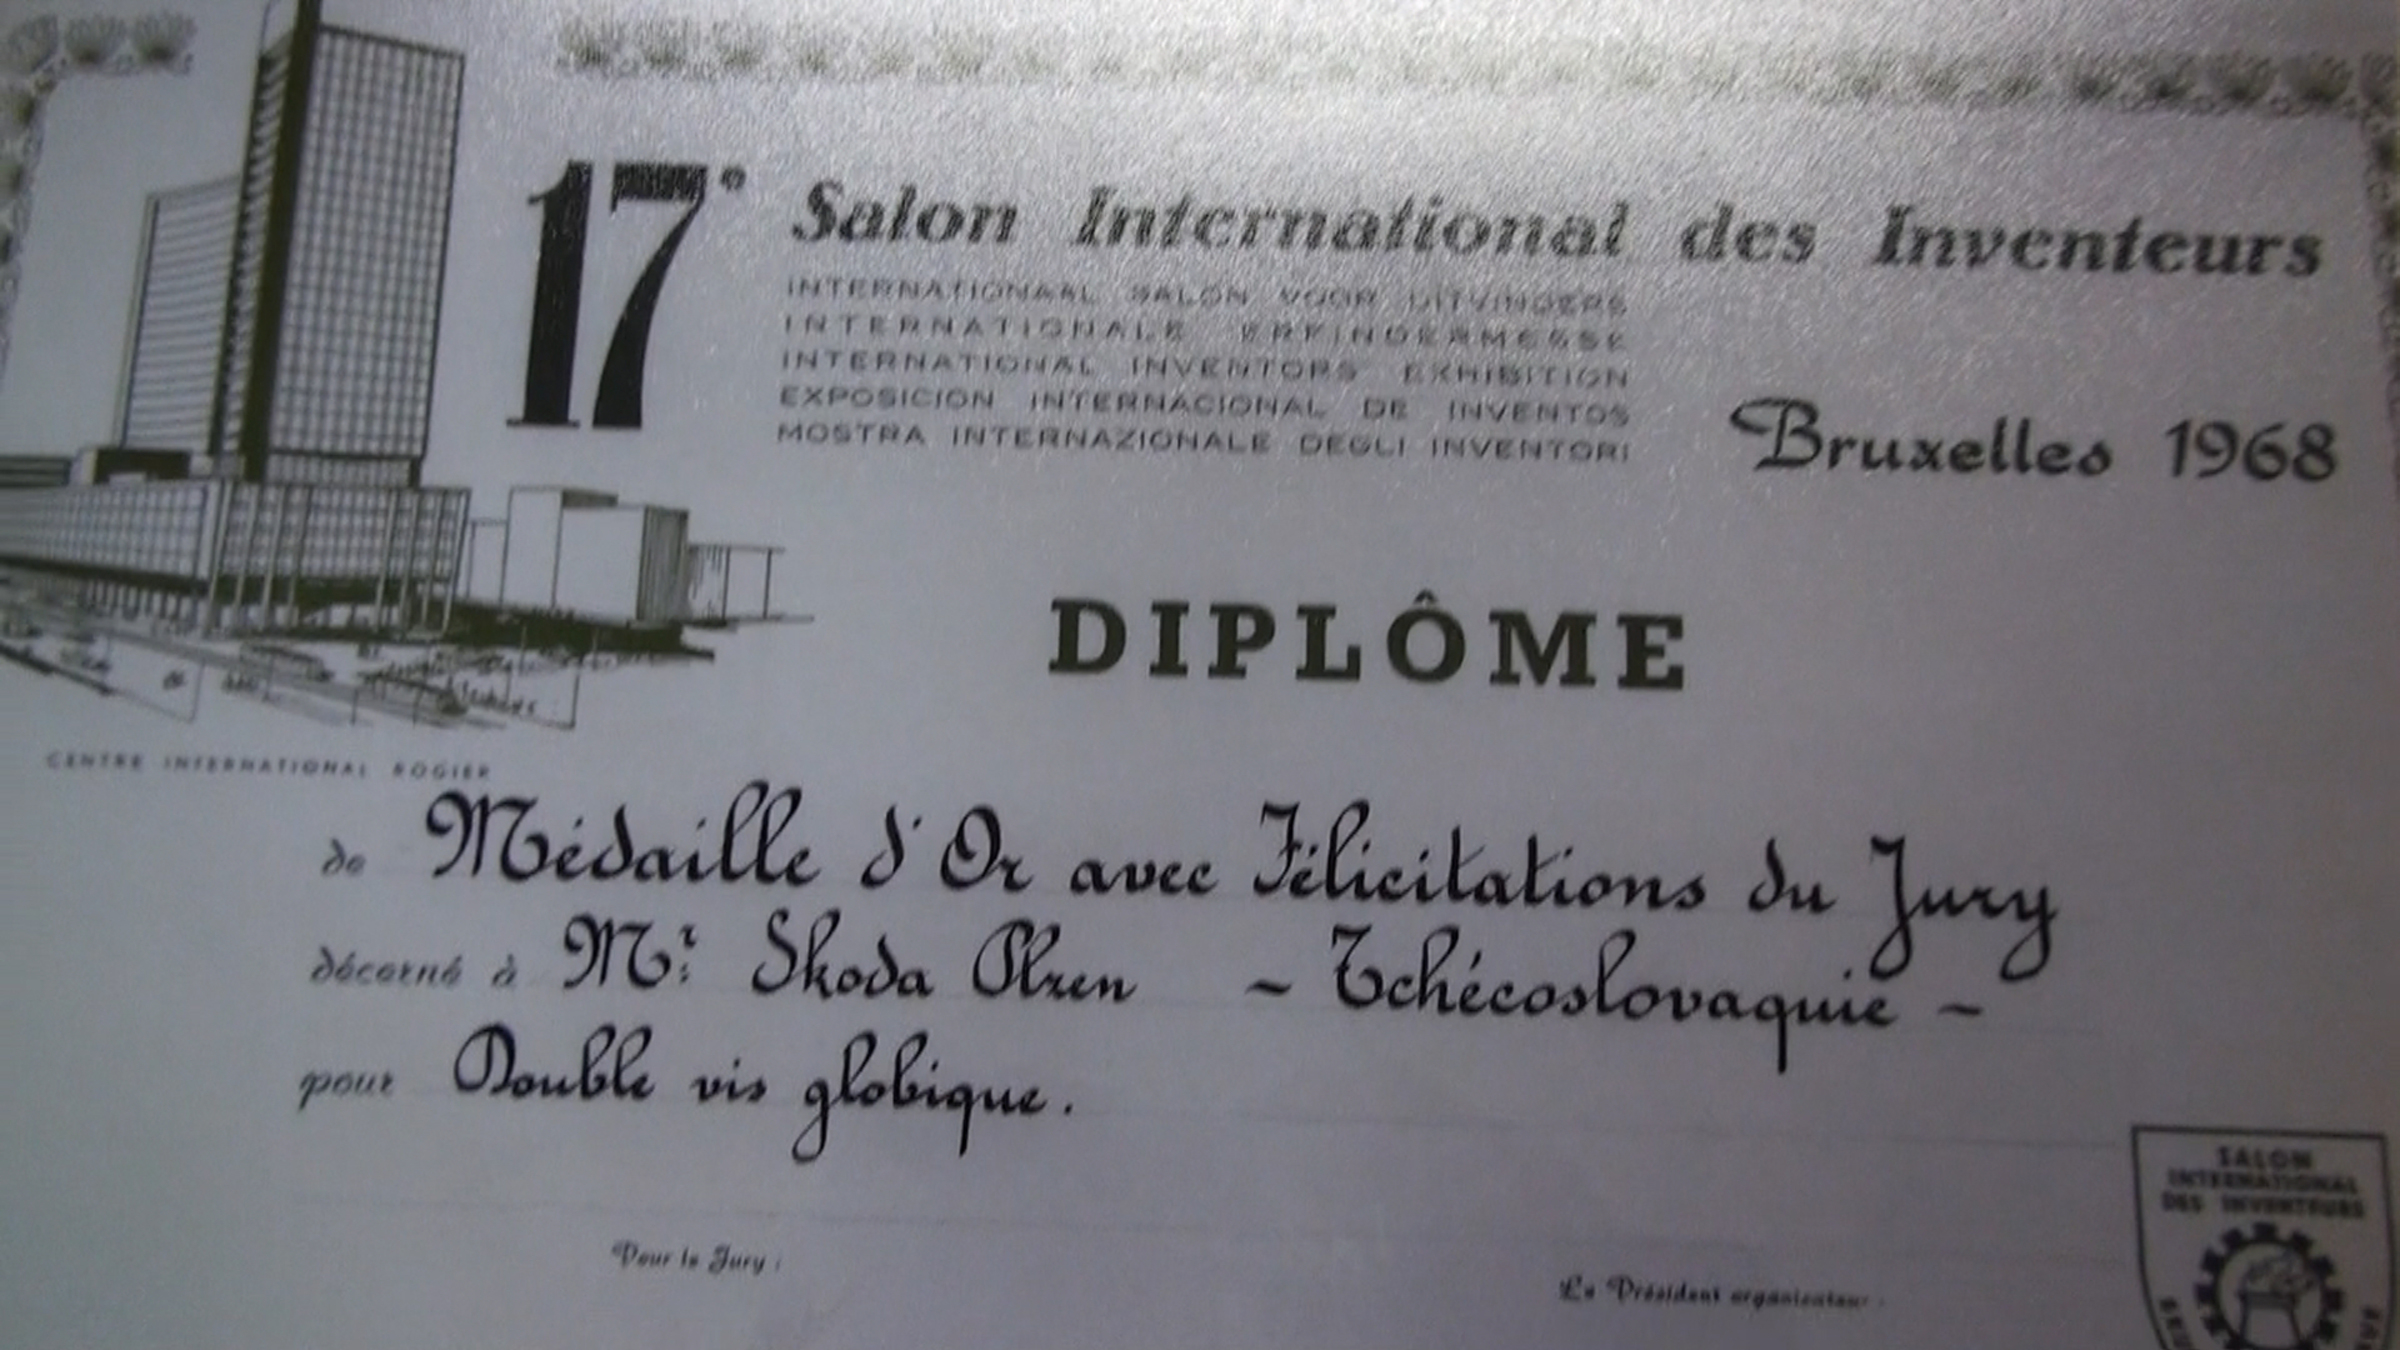 17° Salon International des Inventeurs
INTERNATIONAAL SALON VOOR UITVINDERS
INTERNATIONALE ERFINDERMESSE
INTERNATIONAL INVENTORS EXHIBITION
EXPOSICION INTERNACIONAL DE INVENTOS
MOSTRA INTERNAZIONALE DEGLI INVENTORI
Bruxelles 1968
DIPLÔME
CENTRE INTERNATIONAL ROGIER
de Médaille d'Or avec Félicitations du Jury
décerné à Mr: Skoda Plzen ~ Tchécoslovaquie ~
pour Double vis globique.
Pour le Jury :
Le Président organisateur :
SALON
INTERNATIONAL
DES INVENTEURS